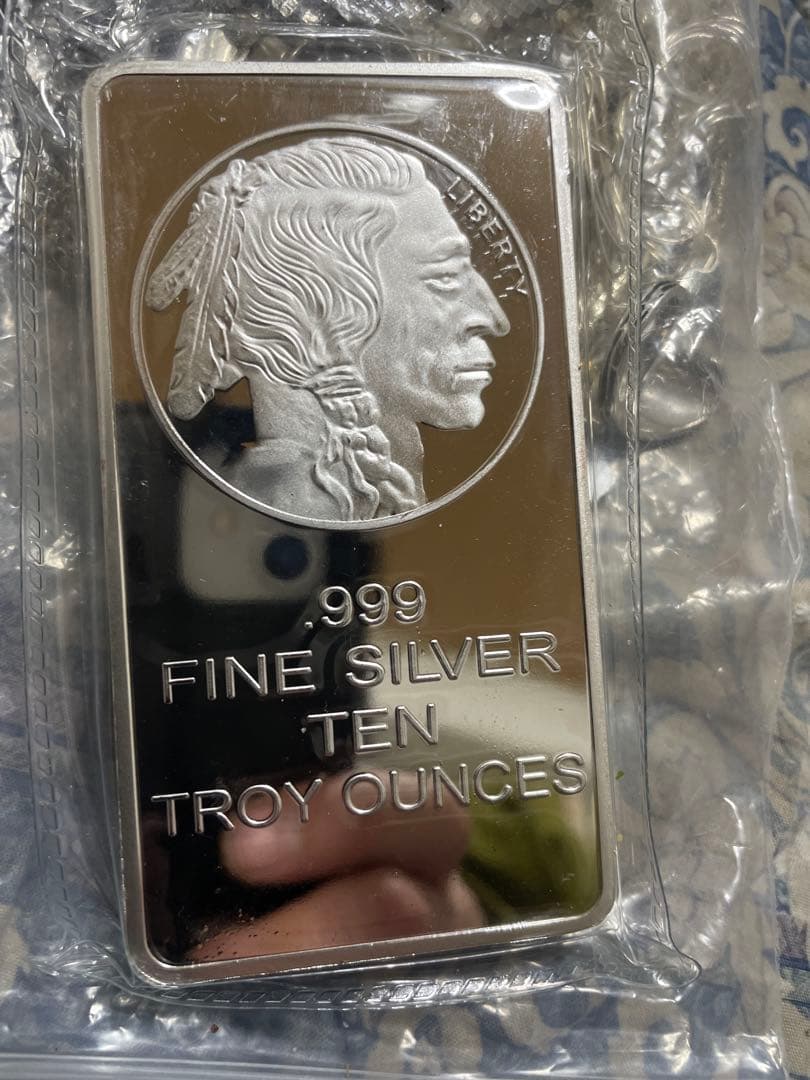 LIBERTY
.999
FINE SILVER
TEN
TROY OUNCES